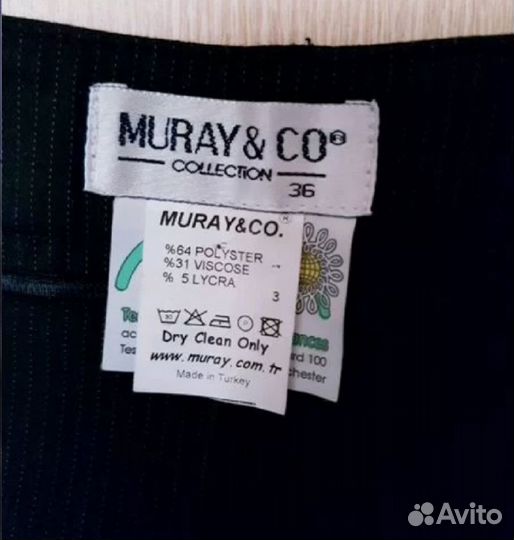 MURAY & CO®
COLLECTION
36
MURAY&CO.®
%64 POLYSTER
%31 VISCOSE
% 5 LYCRA
3
Dry Clean Only
www.muray.com.tr
Made in Turkey
Avito